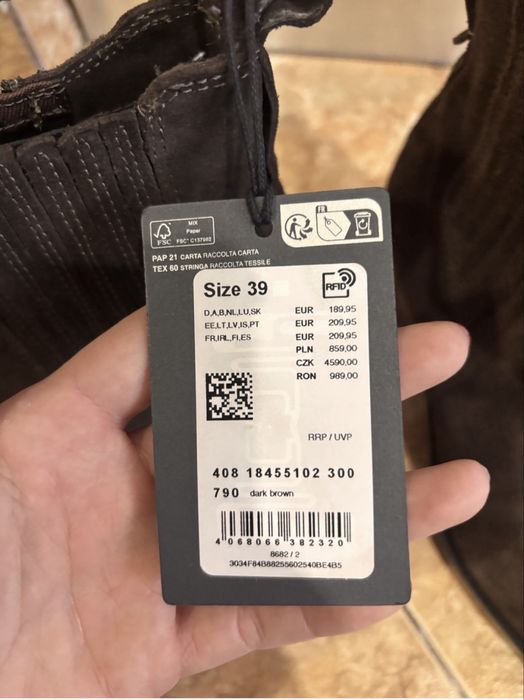 FSC
MIX
Paper
FSC® C137982
FR
PAP 21 CARTA RACCOLTA CARTA
TEX 60 STRINGA RACCOLTA TESSILE
Size 39
RFID
D,A,B,NL,LU,SK EUR 189,95
EE,LT,LV,IS,PT EUR 209,95
FR,IRL,FI,ES EUR 209,95
PLN 859,00
CZK 4590,00
RON 989,00
RRP / UVP
408 18455102 300
790 dark brown
4 068066 382320
8682 / 2
3034F84B88255602540BE4B5